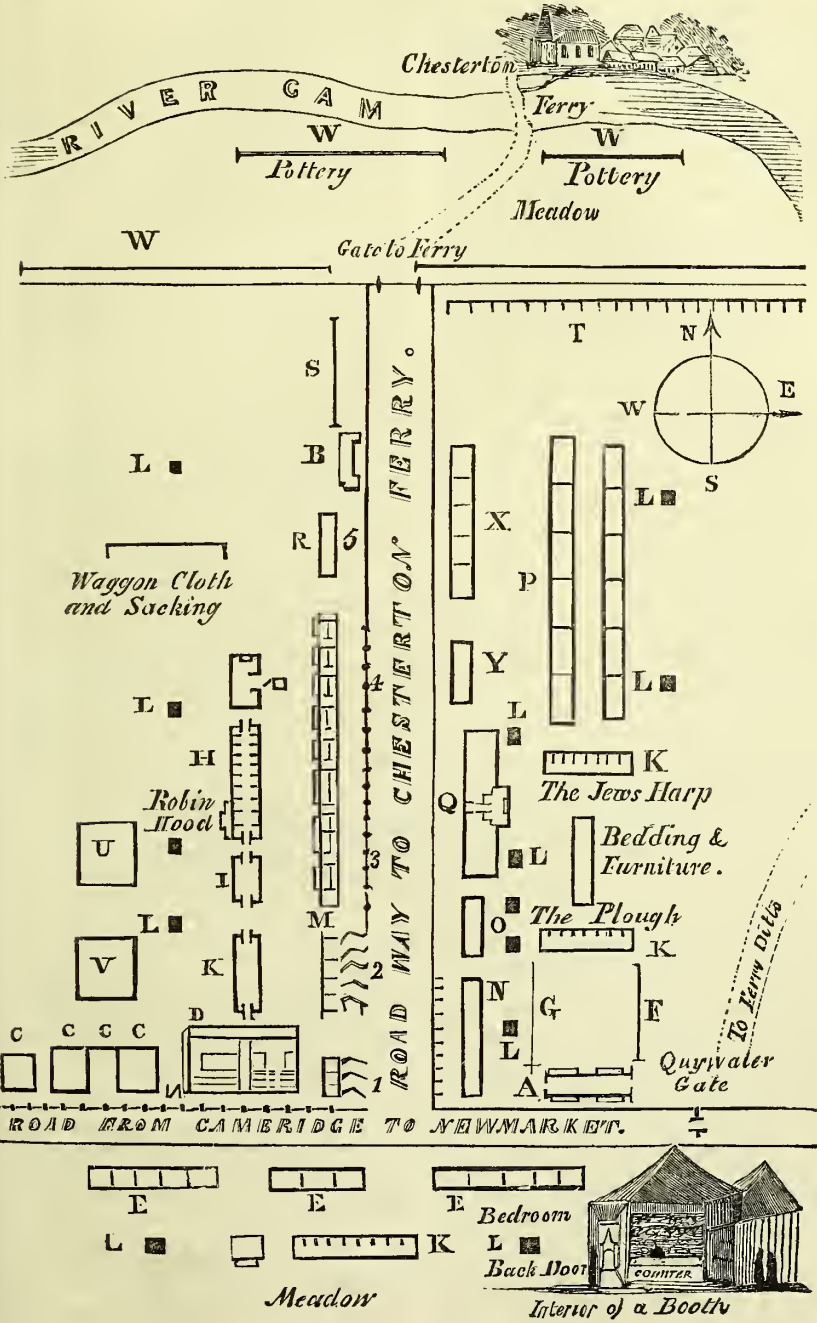 Chesterton
RIVER CAM
Ferry
W
W
Pottery
Pottery
Meadow
W
Gate to Ferry
T
N
S
W
E
S
B
L
L
X
R 5
P
ROAD WAY TO CHESTERTON FERRY.
Waggon Cloth
and Sacking
Y
L
4
L
L
H
K
The Jews Harp
Robin
Hood
Q
Bedding &
Furniture.
U
L
3
I
M
The Plough
L
O
K
K
2
V
N
G
F
To Ferry Ditto
D
L
Quywater
Gate
C
C
C
C
A
1
ROAD FROM CAMBRIDGE TO NEWMARKET.
E
E
E
Bedroom
L
K
L
Back Door
COUNTER
Meadow
Interior of a Booth